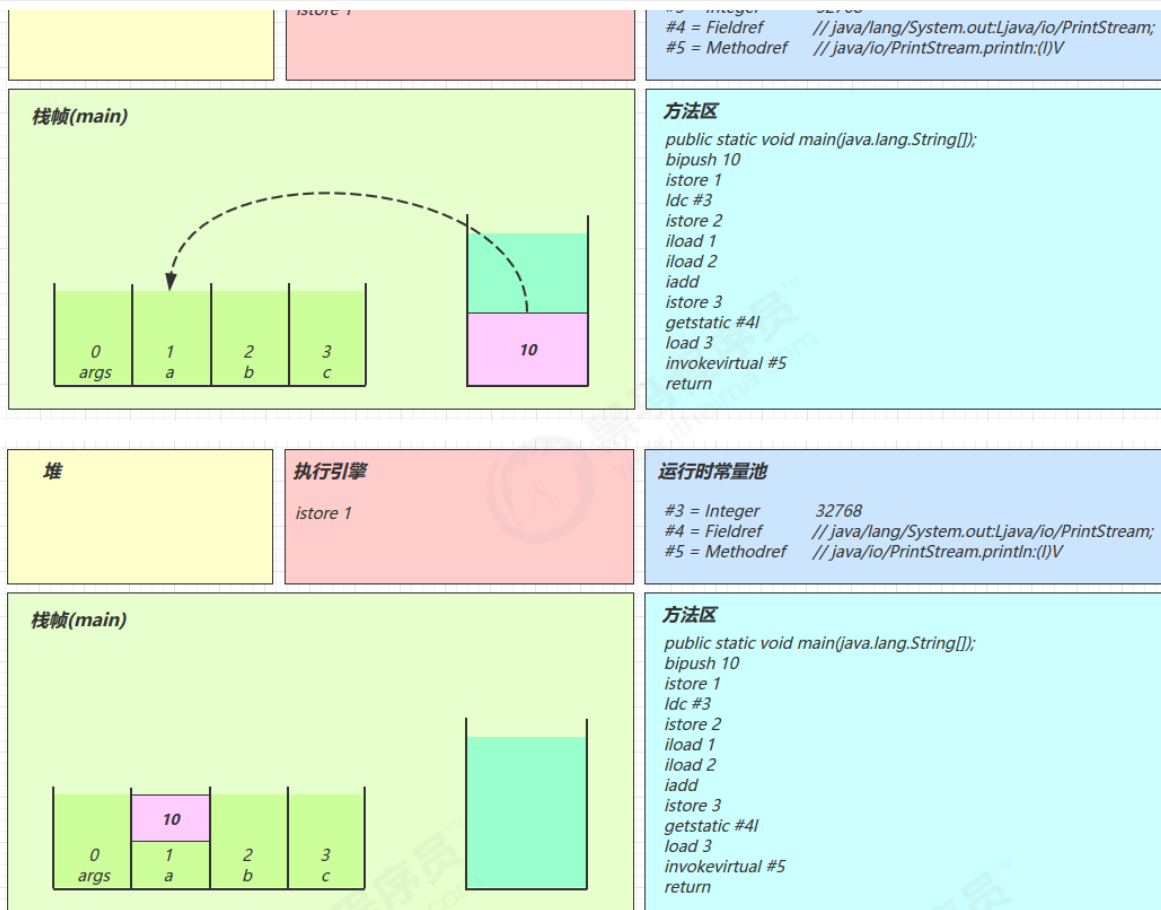 istore 1
#3 = Integer 32768
#4 = Fieldref // java/lang/System.out:Ljava/io/PrintStream;
#5 = Methodref // java/io/PrintStream.println:(I)V
栈帧(main)
0 1 2 3
args a b c
10
方法区
public static void main(java.lang.String[]);
bipush 10
istore 1
ldc #3
istore 2
iload 1
iload 2
iadd
istore 3
getstatic #4I
load 3
invokevirtual #5
return
堆
执行引擎
istore 1
运行时常量池
#3 = Integer 32768
#4 = Fieldref // java/lang/System.out:Ljava/io/PrintStream;
#5 = Methodref // java/io/PrintStream.println:(I)V
栈帧(main)
10
0 1 2 3
args a b c
方法区
public static void main(java.lang.String[]);
bipush 10
istore 1
ldc #3
istore 2
iload 1
iload 2
iadd
istore 3
getstatic #4I
load 3
invokevirtual #5
return